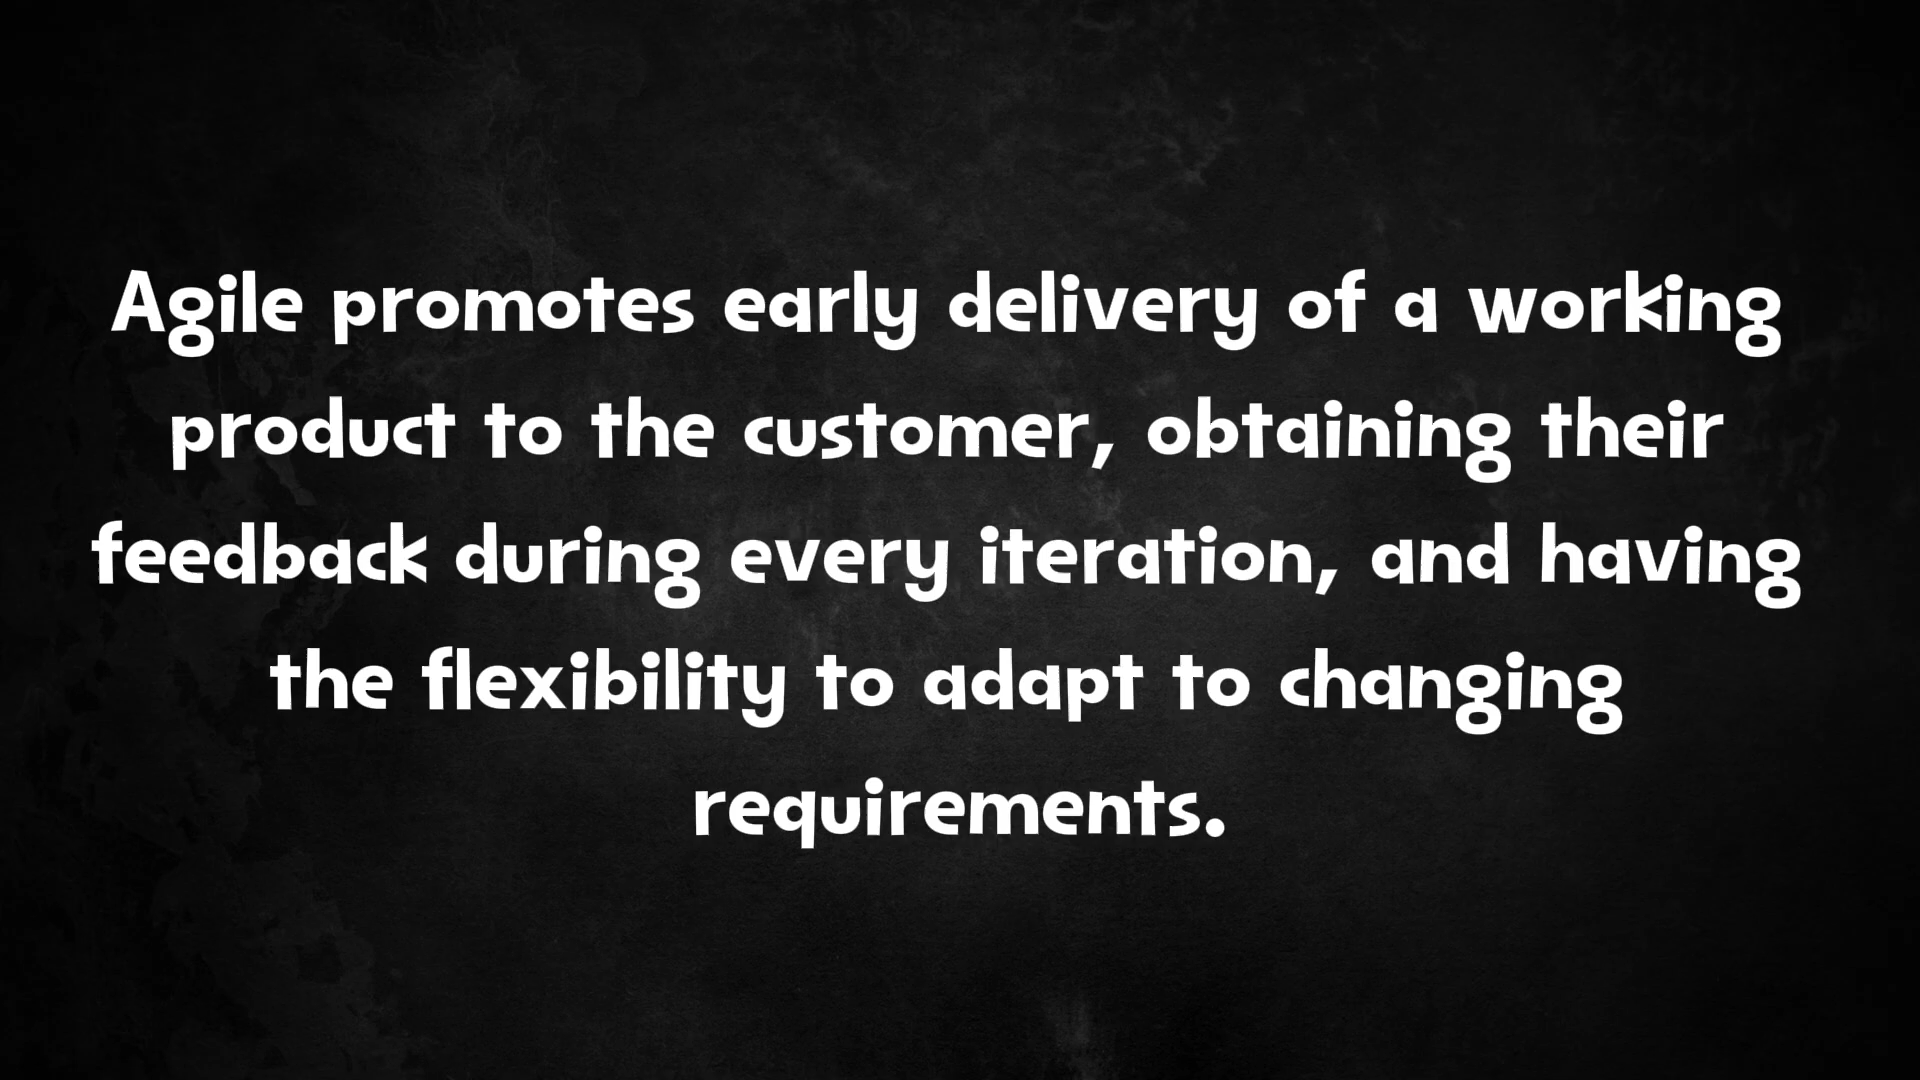 Agile promotes early delivery of a working
product to the customer, obtaining their
feedback during every iteration, and having
the flexibility to adapt to changing
requirements.